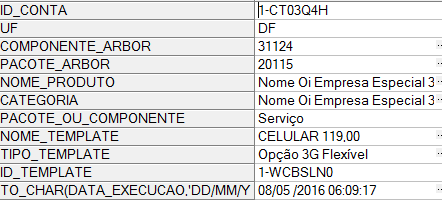 ID_CONTA 1-CT03Q4H
UF DF
COMPONENTE_ARBOR 31124
PACOTE_ARBOR 20115
NOME_PRODUTO Nome Oi Empresa Especial 3
CATEGORIA Nome Oi Empresa Especial 3
PACOTE_OU_COMPONENTE Serviço
NOME_TEMPLATE CELULAR 119,00
TIPO_TEMPLATE Opção 3G Flexível
ID_TEMPLATE 1-WCBSLN0
TO_CHAR(DATA_EXECUCAO,'DD/MM/Y 08/05 /2016 06:09:17